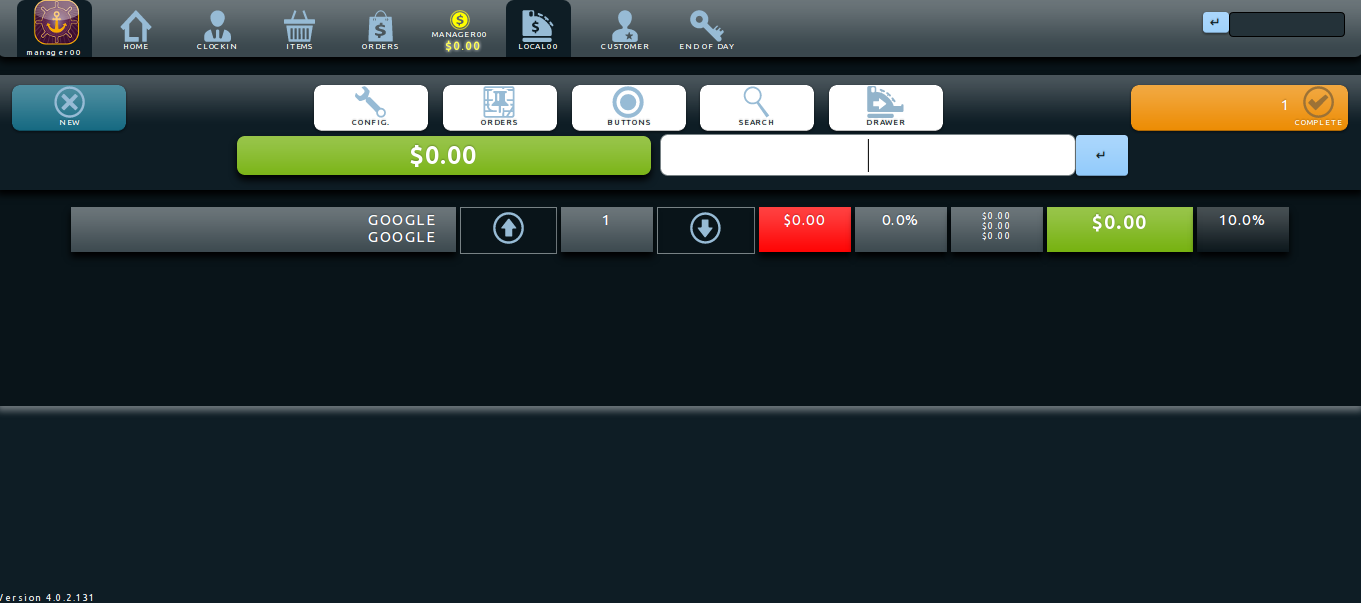 manager00
HOME
CLOCKIN
ITEMS
ORDERS
$
MANAGER00
$0.00
LOCAL00
CUSTOMER
END OF DAY
↵
NEW
CONFIG.
ORDERS
BUTTONS
SEARCH
DRAWER
1
COMPLETE
$0.00
↵
GOOGLE
GOOGLE
1
$0.00
0.0%
$0.00
$0.00
$0.00
$0.00
10.0%
Version 4.0.2.131